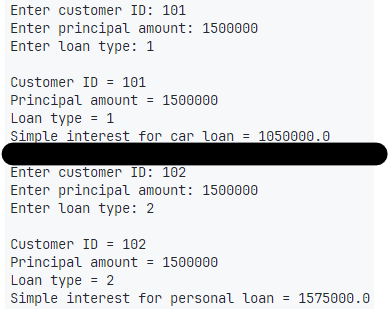 Enter customer ID: 101
Enter principal amount: 1500000
Enter loan type: 1
Customer ID = 101
Principal amount = 1500000
Loan type = 1
Simple interest for car loan = 1050000.0
Enter customer ID: 102
Enter principal amount: 1500000
Enter loan type: 2
Customer ID = 102
Principal amount = 1500000
Loan type = 2
Simple interest for personal loan = 1575000.0